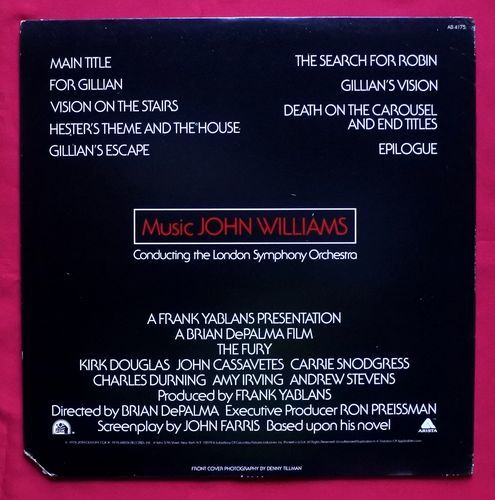 AB 4175
MAIN TITLE
FOR GILLIAN
VISION ON THE STAIRS
HESTER'S THEME AND THE HOUSE
GILLIAN'S ESCAPE
THE SEARCH FOR ROBIN
GILLIAN'S VISION
DEATH ON THE CAROUSEL
AND END TITLES
EPILOGUE
Music JOHN WILLIAMS
Conducting the London Symphony Orchestra
A FRANK YABLANS PRESENTATION
A BRIAN DePALMA FILM
THE FURY
KIRK DOUGLAS JOHN CASSAVETES CARRIE SNODGRESS
CHARLES DURNING AMY IRVING ANDREW STEVENS
Produced by FRANK YABLANS
Directed by BRIAN DePALMA Executive Producer RON PREISSMAN
Screenplay by JOHN FARRIS Based upon his novel
ARISTA
FRONT COVER PHOTOGRAPHY BY DENNY TILLMAN